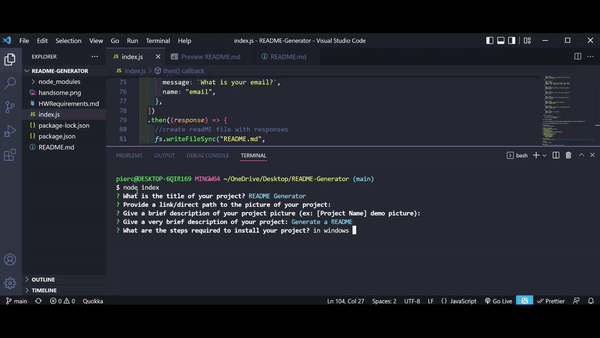 File Edit Selection View Go Run Terminal Help index.js - README-Generator - Visual Studio Code
EXPLORER
README-GENERATOR
node_modules
handsome.png
HWRequirements.md
JS index.js
package-lock.json
package.json
README.md
OUTLINE
TIMELINE
JS index.js Preview README.md README.md
JS index.js > then() callback
75 message: `What is your email?`,
76 name: "email",
77 },
78 ])
79 .then((response) => {
80 //create readME file with responses
81 fs.writeFileSync("README.md",
PROBLEMS OUTPUT DEBUG CONSOLE TERMINAL bash
pierc@DESKTOP-6QIR169 MINGW64 ~/OneDrive/Desktop/README-Generator (main)
$ node index
? What is the title of your project? README Generator
? Provide a link/direct path to the picture of your project:
? Give a brief description of your project picture (ex: [Project Name] demo picture):
? Give a very brief description of your project: Generate a README
? What are the steps required to install your project? in windows
main 0 0 Quokka Ln 104, Col 27 Spaces: 2 UTF-8 LF {} JavaScript Go Live Prettier